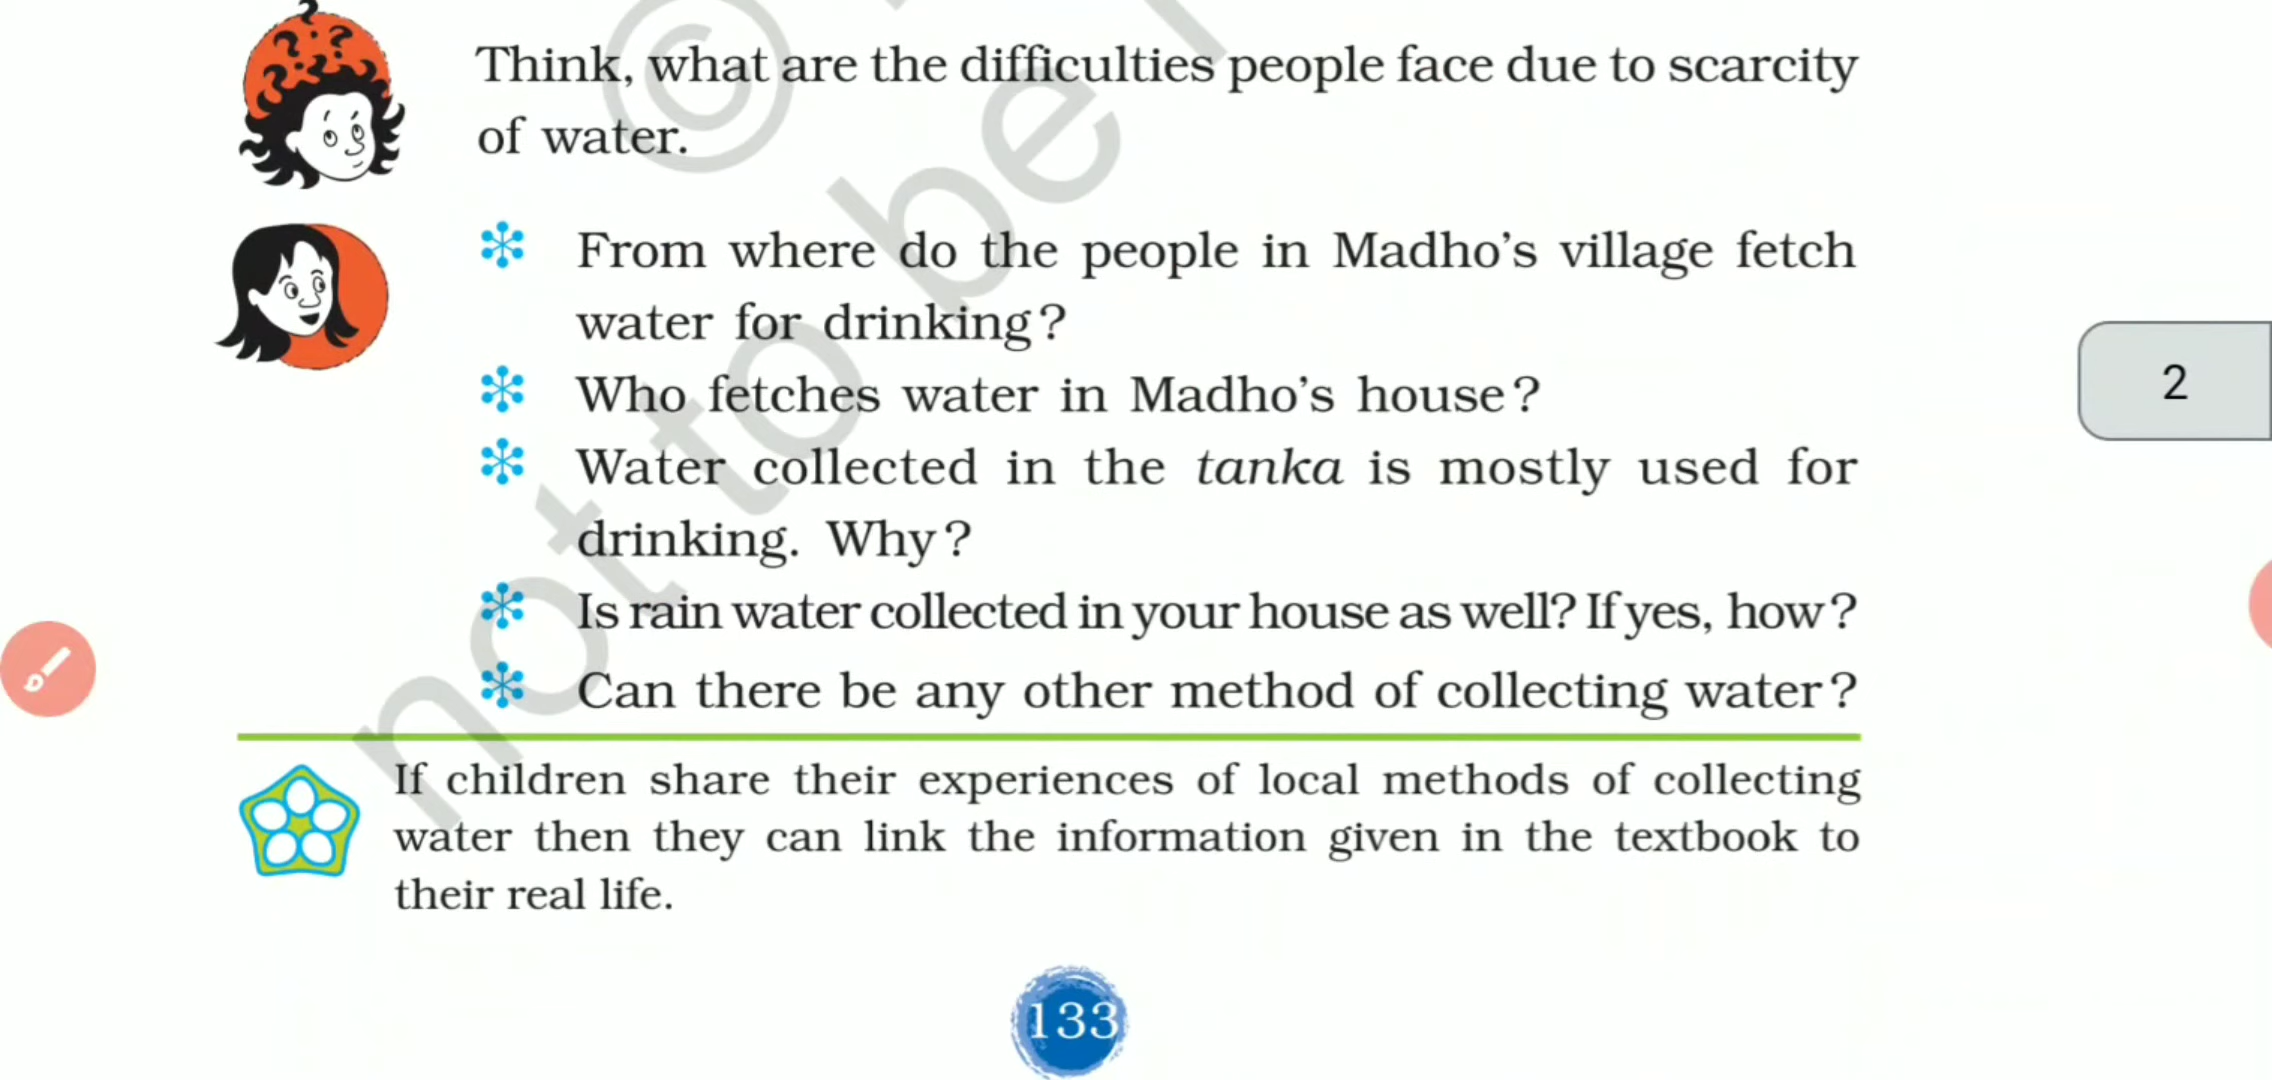 Think, what are the difficulties people face due to scarcity
of water.
From where do the people in Madho's village fetch
water for drinking?
Who fetches water in Madho's house?
Water collected in the tanka is mostly used for
drinking. Why?
Is rain water collected in your house as well? If yes, how?
Can there be any other method of collecting water?
If children share their experiences of local methods of collecting
water then they can link the information given in the textbook to
their real life.
133
2
©
not to be